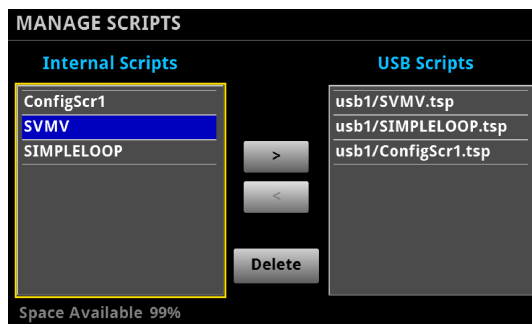 MANAGE SCRIPTS
Internal Scripts
ConfigScr1
SVMV
SIMPLELOOP
>
<
Delete
USB Scripts
usb1/SVMV.tsp
usb1/SIMPLELOOP.tsp
usb1/ConfigScr1.tsp
Space Available 99%